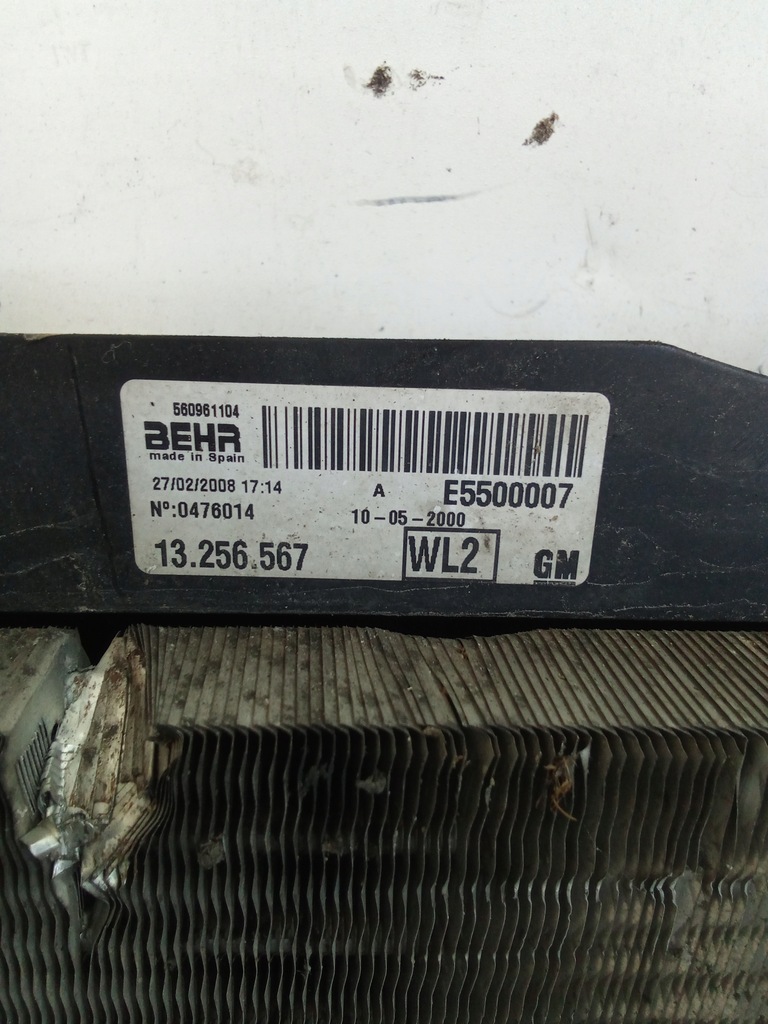 560961104
BEHR
made in Spain
27/02/2008 17:14
A
E5500007
Nº:0476014
10-05-2000
13.256.567
WL2
GM